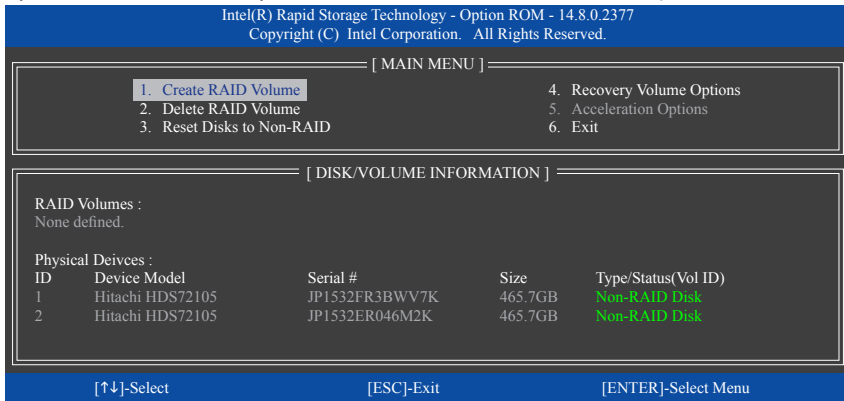 Intel(R) Rapid Storage Technology - Option ROM - 14.8.0.2377
Copyright (C) Intel Corporation. All Rights Reserved.
[ MAIN MENU ]
1. Create RAID Volume
2. Delete RAID Volume
3. Reset Disks to Non-RAID
4. Recovery Volume Options
5. Acceleration Options
6. Exit
[ DISK/VOLUME INFORMATION ]
RAID Volumes :
None defined.
Physical Deivces :
ID Device Model Serial # Size Type/Status(Vol ID)
1 Hitachi HDS72105 JP1532FR3BWV7K 465.7GB Non-RAID Disk
2 Hitachi HDS72105 JP1532ER046M2K 465.7GB Non-RAID Disk
[↑↓]-Select [ESC]-Exit [ENTER]-Select Menu